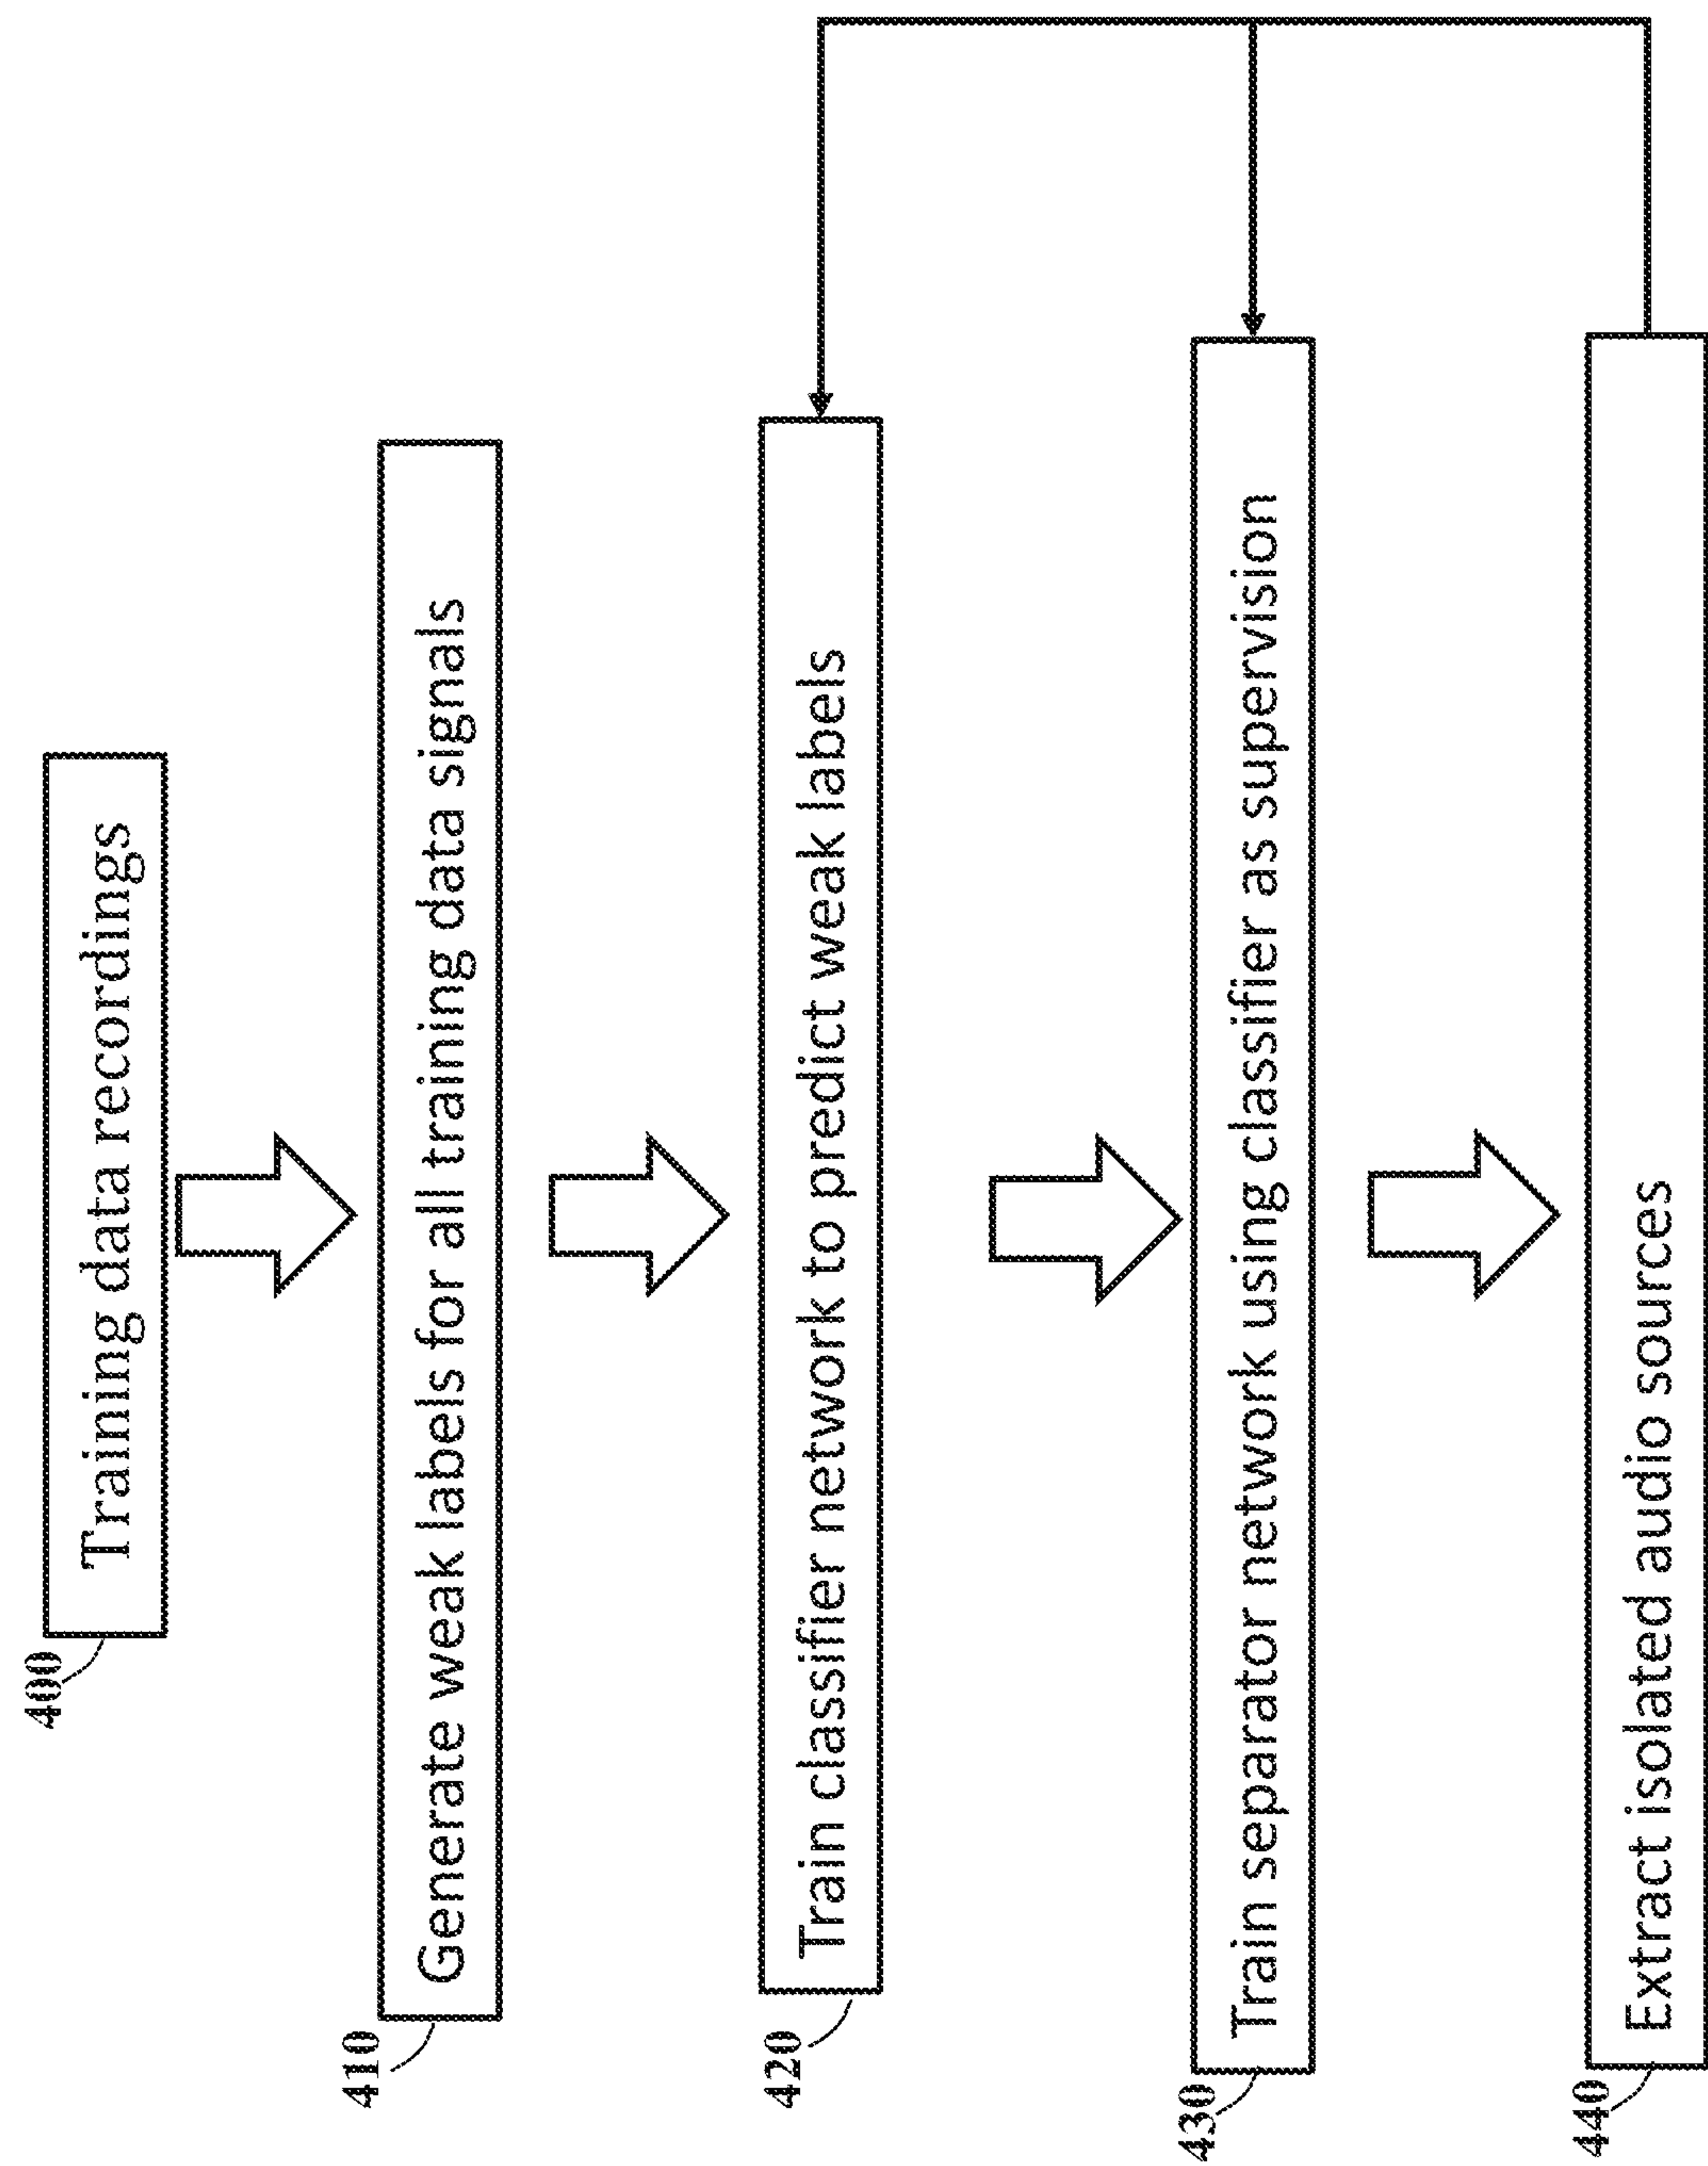 400
Training data recordings
410
Generate weak labels for all training data signals
420
Train classifier network to predict weak labels
430
Train separator network using classifier as supervision
440
Extract isolated audio sources